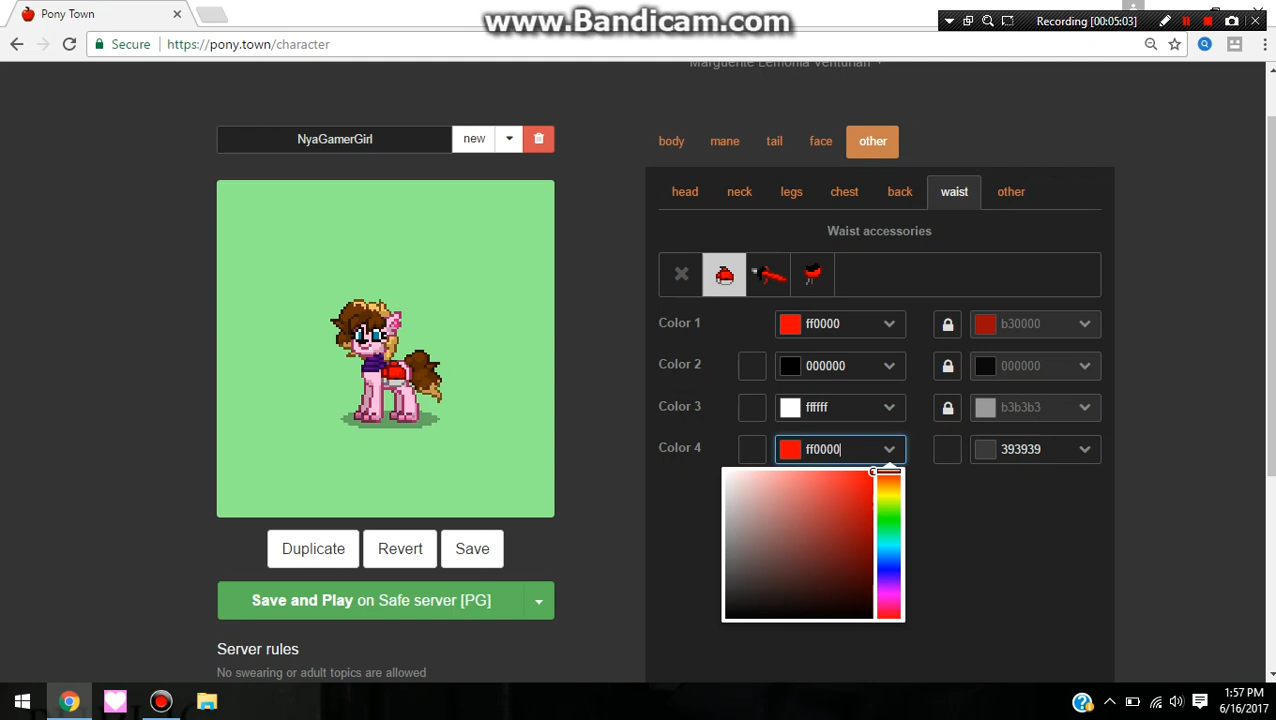 Pony Town
www.Bandicam.com
Recording [00:05:03]
Secure
https://pony.town/character
Marguerite Lemonia Venturian
NyaGamerGirl
new
body
mane
tail
face
other
head
neck
legs
chest
back
waist
other
Waist accessories
Color 1
ff0000
b30000
Color 2
000000
000000
Color 3
ffffff
b3b3b3
Color 4
ff0000
393939
Duplicate
Revert
Save
Save and Play on Safe server [PG]
Server rules
No swearing or adult topics are allowed
1:57 PM
6/16/2017